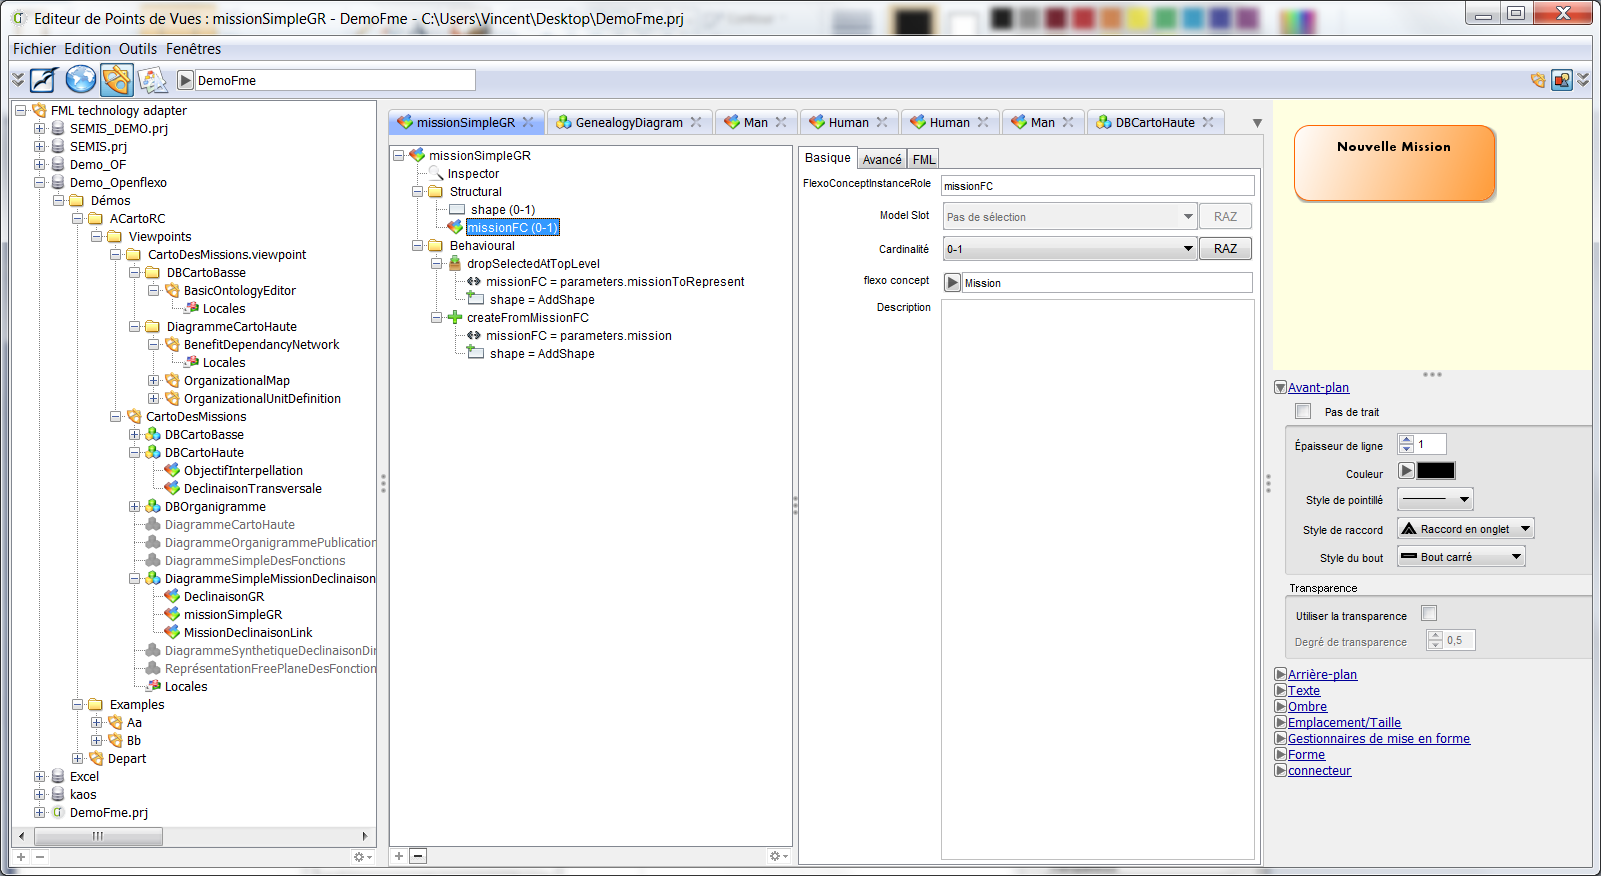 Editeur de Points de Vues : missionSimpleGR - DemoFme - C:\Users\Vincent\Desktop\DemoFme.prj
Fichier Edition Outils Fenêtres
DemoFme
FML technology adapter
SEMIS_DEMO.prj
SEMIS.prj
Demo_OF
Demo_Openflexo
Démos
ACartoRC
Viewpoints
CartoDesMissions.viewpoint
DBCartoBasse
BasicOntologyEditor
Locales
DiagrammeCartoHaute
BenefitDependancyNetwork
Locales
OrganizationalMap
OrganizationalUnitDefinition
CartoDesMissions
DBCartoBasse
DBCartoHaute
ObjectifInterpellation
DeclinaisonTransversale
DBOrganigramme
DiagrammeCartoHaute
DiagrammeOrganigrammePublication
DiagrammeSimpleDesFonctions
DiagrammeSimpleMissionDeclinaison
DeclinaisonGR
missionSimpleGR
MissionDeclinaisonLink
DiagrammeSynthetiqueDeclinaisonDi
ReprésentationFreePlaneDesFonction
Locales
Examples
Aa
Bb
Depart
Excel
kaos
DemoFme.prj
missionSimpleGR GenealogyDiagram Man Human Human Man DBCartoHaute
missionSimpleGR
Inspector
Structural
shape (0-1)
missionFC (0-1)
Behavioural
dropSelectedAtTopLevel
missionFC = parameters.missionToRepresent
shape = AddShape
createFromMissionFC
missionFC = parameters.mission
shape = AddShape
Basique Avancé FML
FlexoConceptInstanceRole missionFC
Model Slot Pas de sélection RAZ
Cardinalité 0-1 RAZ
flexo concept Mission
Description
Nouvelle Mission
Avant-plan
Pas de trait
Épaisseur de ligne 1
Couleur
Style de pointillé
Style de raccord Raccord en onglet
Style du bout Bout carré
Transparence
Utiliser la transparence
Degré de transparence 0,5
Arrière-plan
Texte
Ombre
Emplacement/Taille
Gestionnaires de mise en forme
Forme
connecteur